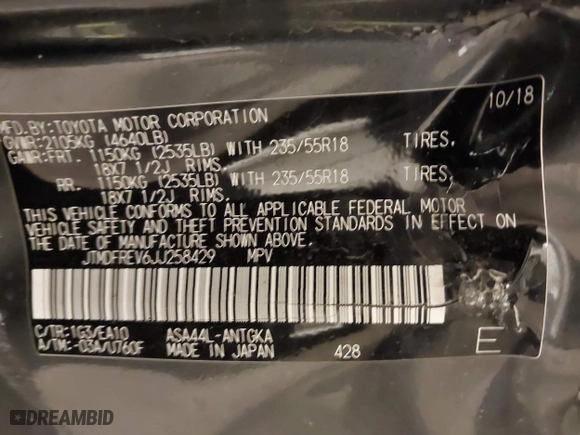 10/18
MFD. BY: TOYOTA MOTOR CORPORATION
GVWR: 2105KG (4640LB)
GAWR: FRT. 1150KG (2535LB) WITH 235/55R18 TIRES,
18X7 1/2J RIMS.
RR. 1150KG (2535LB) WITH 235/55R18 TIRES,
18X7 1/2J RIMS.
THIS VEHICLE CONFORMS TO ALL APPLICABLE FEDERAL MOTOR
VEHICLE SAFETY AND THEFT PREVENTION STANDARDS IN EFFECT ON
THE DATE OF MANUFACTURE SHOWN ABOVE.
JTMDFREV6JJ258429 MPV
C/TR: 1G3/EA10 ASA44L-ANTGKA
A/TM: -03A/U760F MADE IN JAPAN 428 E
DREAMBID